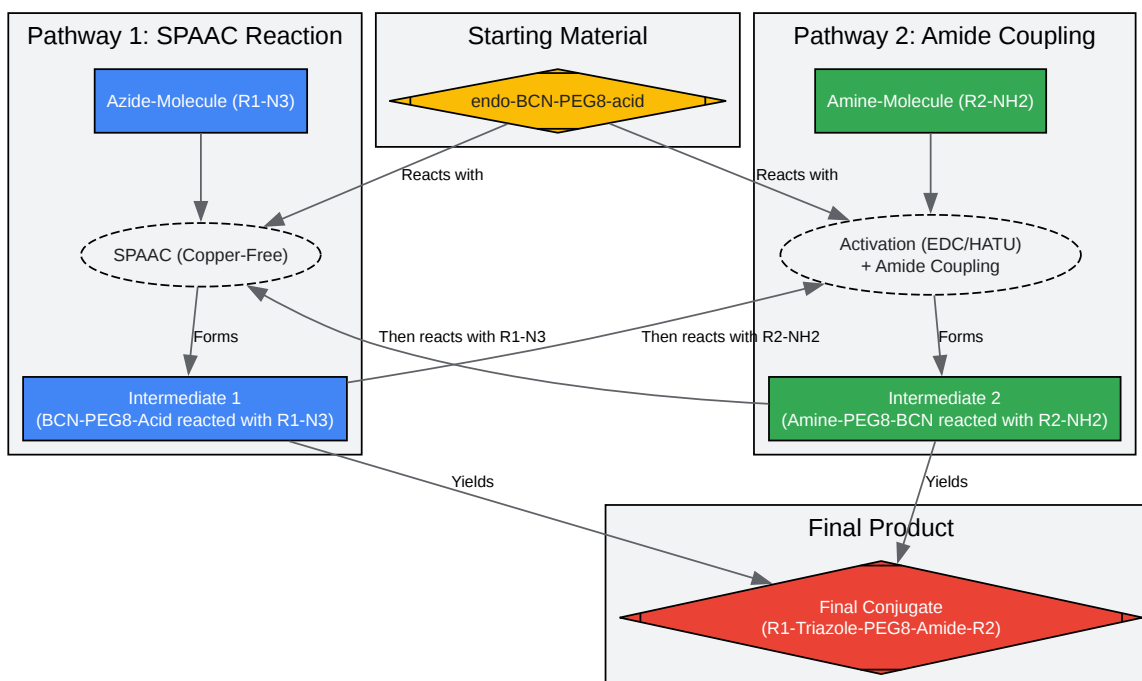 Pathway 1: SPAAC Reaction
Starting Material
Pathway 2: Amide Coupling
Azide-Molecule (R1-N3)
endo-BCN-PEG8-acid
Amine-Molecule (R2-NH2)
Reacts with
Reacts with
SPAAC (Copper-Free)
Activation (EDC/HATU)
+ Amide Coupling
Forms
Then reacts with R1-N3
Then reacts with R2-NH2
Forms
Intermediate 1
(BCN-PEG8-Acid reacted with R1-N3)
Intermediate 2
(Amine-PEG8-BCN reacted with R2-NH2)
Yields
Yields
Final Product
Final Conjugate
(R1-Triazole-PEG8-Amide-R2)